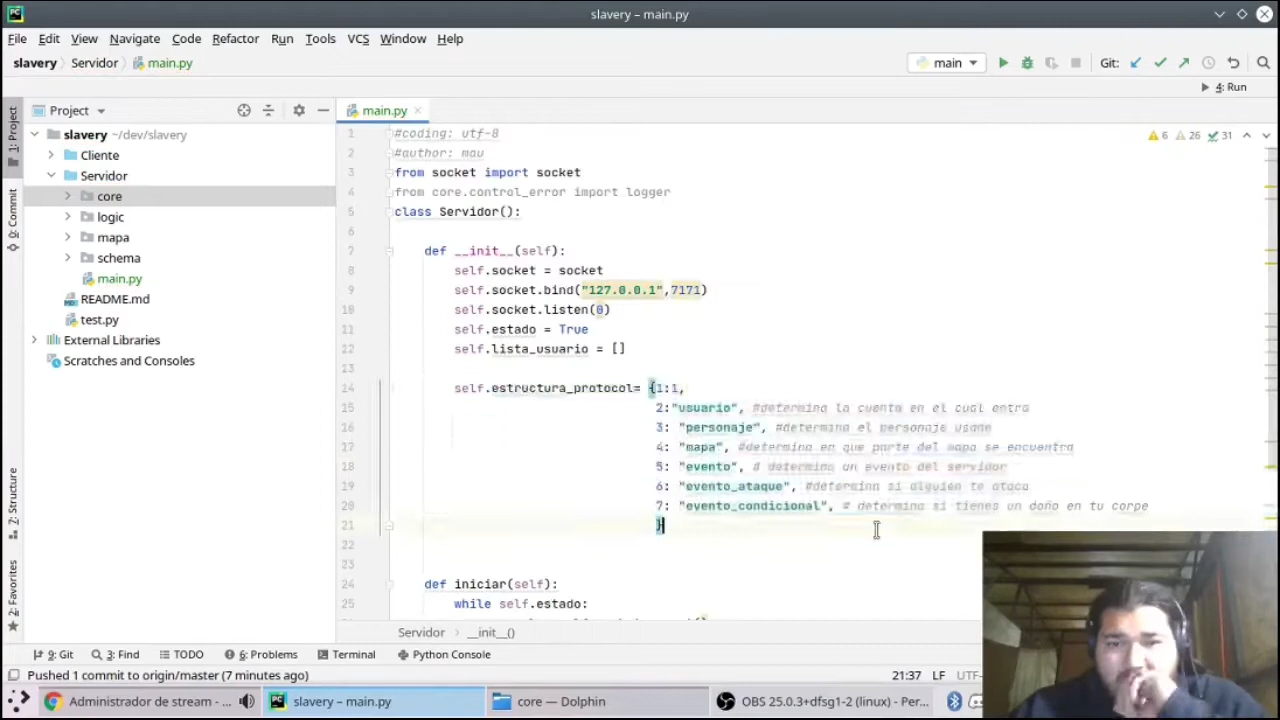 slavery – main.py
File Edit View Navigate Code Refactor Run Tools VCS Window Help
slavery Servidor main.py main Git:
4: Run
1: Project
Commit
7: Structure
2: Favorites
Project
slavery ~/dev/slavery
Cliente
Servidor
core
logic
mapa
schema
main.py
README.md
test.py
External Libraries
Scratches and Consoles
main.py
6 26 31
1 #coding: utf-8
2 #author: mau
3 from socket import socket
4 from core.control_error import logger
5 class Servidor():
6
7 def __init__(self):
8 self.socket = socket
9 self.socket.bind("127.0.0.1",7171)
10 self.socket.listen(0)
11 self.estado = True
12 self.lista_usuario = []
13
14 self.estructura_protocol= {1:1,
15 2:"usuario", #determina la cuenta en el cual entra
16 3: "personaje", #determina el personaje usane
17 4: "mapa", #determina en que parte del mapa se encuentra
18 5: "evento", # determina un evento del servidor
19 6: "evento_ataque", #determinn si alguien te ataca
20 7: "evento_condicional", # determina si tienes un daño en tu corpe
21 }
22
23
24 def iniciar(self):
25 while self.estado:
Servidor __init__()
9: Git 3: Find TODO 6: Problems Terminal Python Console
Pushed 1 commit to origin/master (7 minutes ago) 21:37 LF UTF-
Administrador de stream - ... slavery – main.py core — Dolphin OBS 25.0.3+dfsg1-2 (linux) - Per...